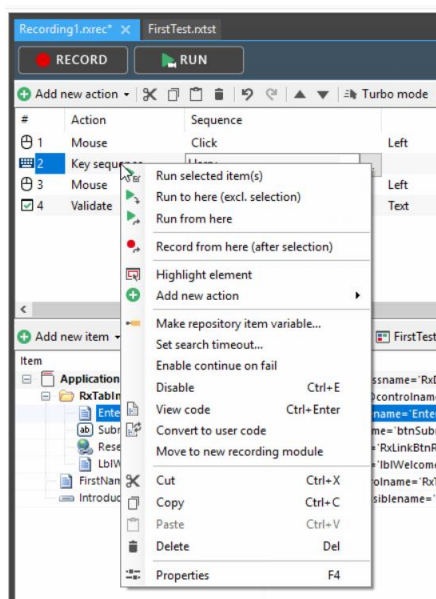 Recording1.rxrec* FirstTest.rxtst
RECORD RUN
Add new action Turbo mode
# Action Sequence
1 Mouse Click Left
2 Key sequence
3 Mouse Left
4 Validate Text
Run selected item(s)
Run to here (excl. selection)
Run from here
Record from here (after selection)
Highlight element
Add new action
Make repository item variable...
Set search timeout...
Enable continue on fail
Disable Ctrl+E
View code Ctrl+Enter
Convert to user code
Move to new recording module
Cut Ctrl+X
Copy Ctrl+C
Paste Ctrl+V
Delete Del
Properties F4
Add new item FirstTest
Item
Application ssname='RxD
RxTabIn controlname
Ente name='Enter
Subm me='btnSub
Rese 'RxLinkBtnR
LblW ='lblWelcome
FirstNam olname='RxT
Introduc siblename='